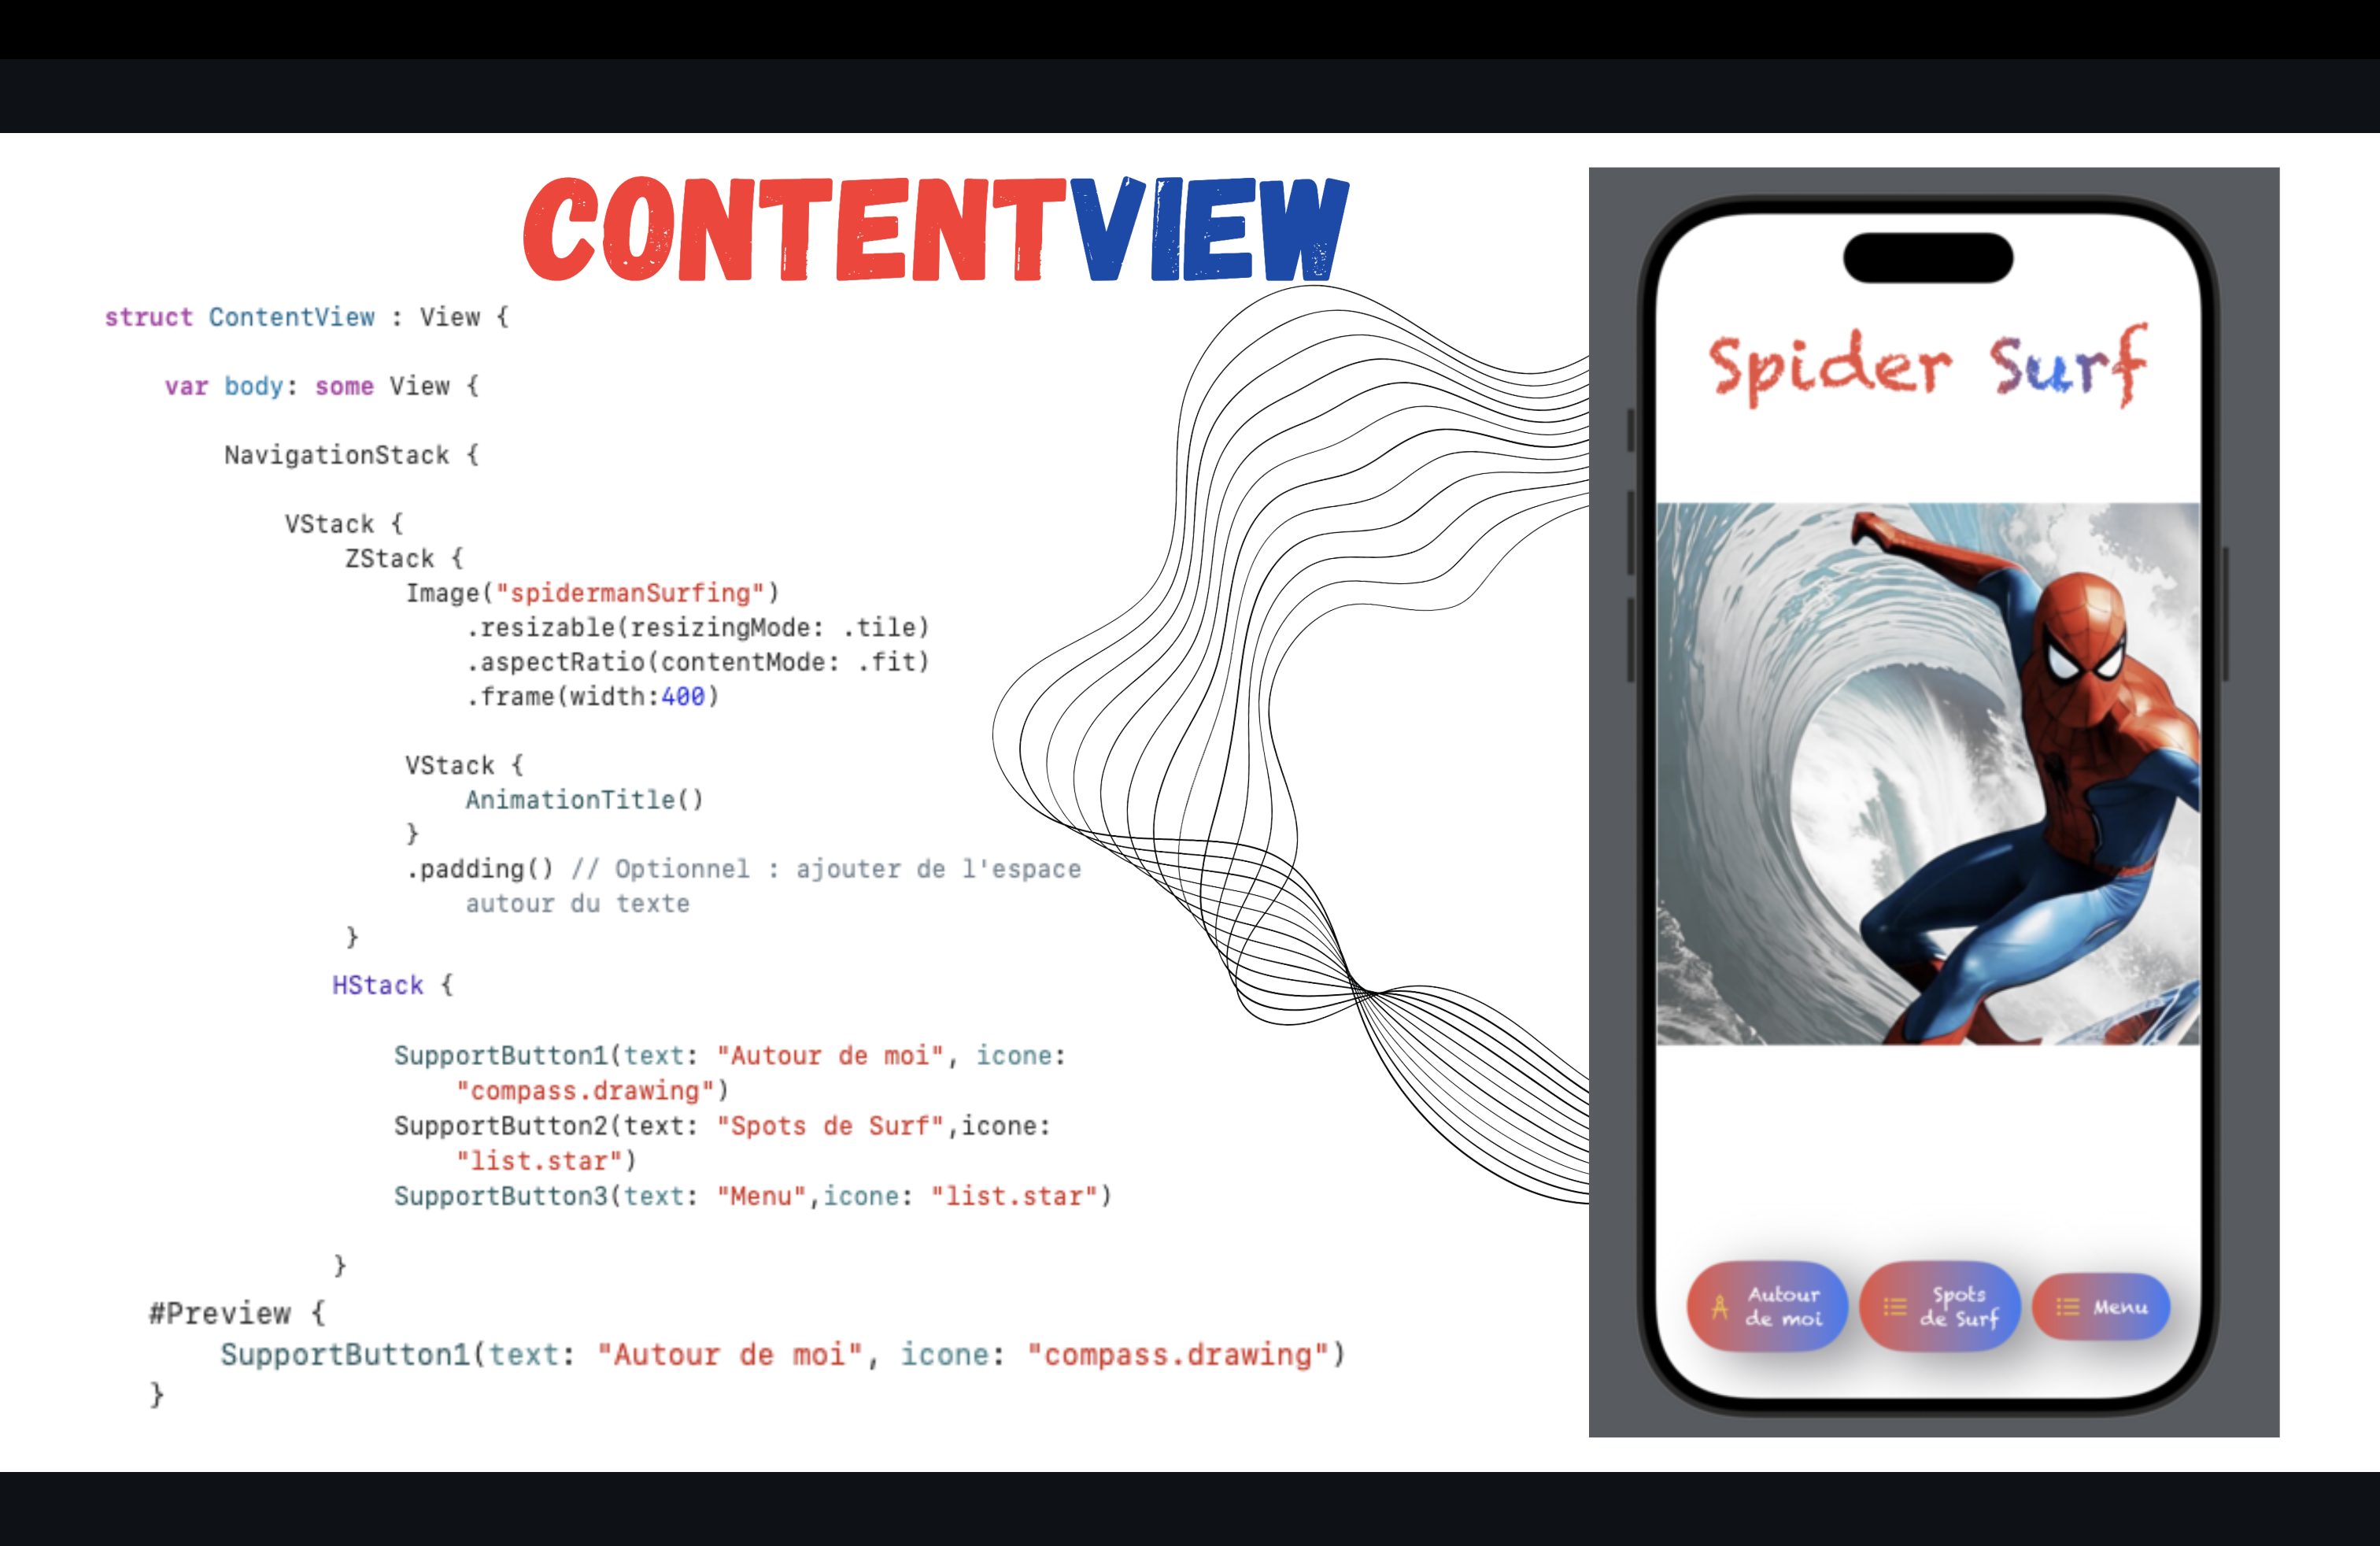 CONTENTVIEW
struct ContentView : View {
var body: some View {
NavigationStack {
VStack {
ZStack {
Image("spidermanSurfing")
.resizable(resizingMode: .tile)
.aspectRatio(contentMode: .fit)
.frame(width:400)
VStack {
AnimationTitle()
}
.padding() // Optionnel : ajouter de l'espace
autour du texte
}
HStack {
SupportButton1(text: "Autour de moi", icone:
"compass.drawing")
SupportButton2(text: "Spots de Surf",icone:
"list.star")
SupportButton3(text: "Menu",icone: "list.star")
}
#Preview {
SupportButton1(text: "Autour de moi", icone: "compass.drawing")
}
Spider Surf
Autour
de moi
Spots
de Surf
Menu